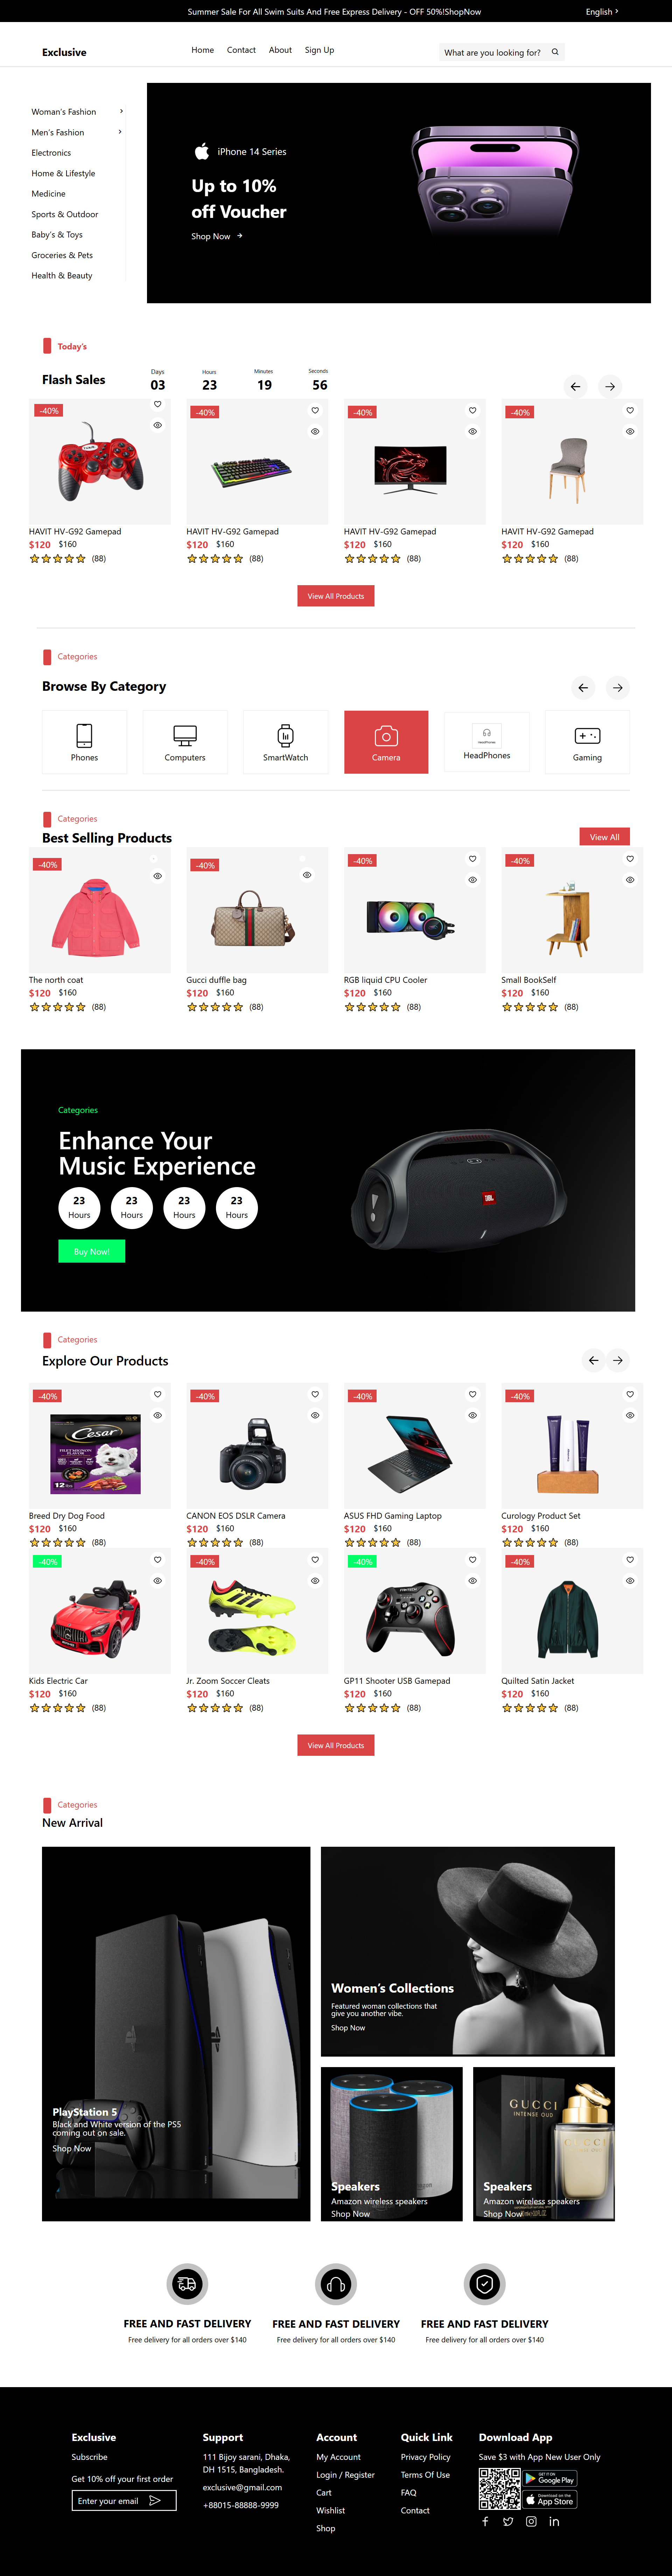 Summer Sale For All Swim Suits And Free Express Delivery - OFF 50%!ShopNow
English
Exclusive
Home
Contact
About
Sign Up
What are you looking for?
Woman's Fashion
Men's Fashion
Electronics
Home & Lifestyle
Medicine
Sports & Outdoor
Baby's & Toys
Groceries & Pets
Health & Beauty
iPhone 14 Series
Up to 10%
off Voucher
Shop Now
Today's
Flash Sales
Days
03
Hours
23
Minutes
19
Seconds
56
-40%
-40%
-40%
-40%
HAVIT HV-G92 Gamepad
$120 $160
(88)
HAVIT HV-G92 Gamepad
$120 $160
(88)
HAVIT HV-G92 Gamepad
$120 $160
(88)
HAVIT HV-G92 Gamepad
$120 $160
(88)
View All Products
Categories
Browse By Category
Phones
Computers
SmartWatch
Camera
HeadPhones
Gaming
Categories
Best Selling Products
View All
-40%
-40%
-40%
-40%
The north coat
$120 $160
(88)
Gucci duffle bag
$120 $160
(88)
RGB liquid CPU Cooler
$120 $160
(88)
Small BookSelf
$120 $160
(88)
Categories
Enhance Your
Music Experience
23
Hours
23
Hours
23
Hours
23
Hours
Buy Now!
JBL
Categories
Explore Our Products
-40%
-40%
-40%
-40%
Cesar
FILET MIGNON
FLAVOR
12
Breed Dry Dog Food
$120 $160
(88)
CANON EOS DSLR Camera
$120 $160
(88)
ASUS FHD Gaming Laptop
$120 $160
(88)
Curology Product Set
$120 $160
(88)
-40%
-40%
-40%
-40%
Kids Electric Car
$120 $160
(88)
Jr. Zoom Soccer Cleats
$120 $160
(88)
GP11 Shooter USB Gamepad
$120 $160
(88)
Quilted Satin Jacket
$120 $160
(88)
View All Products
Categories
New Arrival
PlayStation 5
Black and White version of the PS5
coming out on sale.
Shop Now
Women's Collections
Featured woman collections that
give you another vibe.
Shop Now
Speakers
Amazon wireless speakers
Shop Now
GUCCI
INTENSE OUD
Speakers
Amazon wireless speakers
Shop Now
FREE AND FAST DELIVERY
Free delivery for all orders over $140
FREE AND FAST DELIVERY
Free delivery for all orders over $140
FREE AND FAST DELIVERY
Free delivery for all orders over $140
Exclusive
Subscribe
Get 10% off your first order
Enter your email
Support
111 Bijoy sarani, Dhaka,
DH 1515, Bangladesh.
exclusive@gmail.com
+88015-88888-9999
Account
My Account
Login / Register
Cart
Wishlist
Shop
Quick Link
Privacy Policy
Terms Of Use
FAQ
Contact
Download App
Save $3 with App New User Only
GET IT ON
Google Play
Download on the
App Store